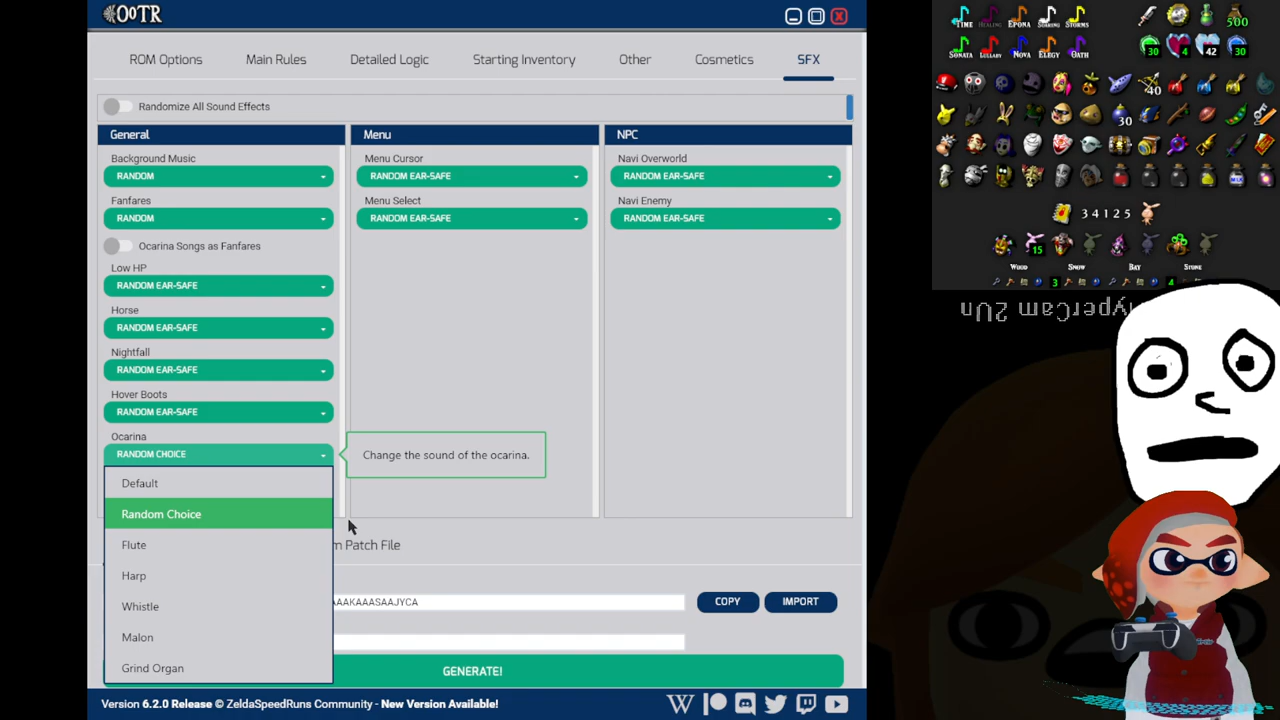 OoTR
ROM Options
Main Rules
Detailed Logic
Starting Inventory
Other
Cosmetics
SFX
Randomize All Sound Effects
General
Background Music
RANDOM
Fanfares
RANDOM
Ocarina Songs as Fanfares
Low HP
RANDOM EAR-SAFE
Horse
RANDOM EAR-SAFE
Nightfall
RANDOM EAR-SAFE
Hover Boots
RANDOM EAR-SAFE
Ocarina
RANDOM CHOICE
Default
Random Choice
Flute
Harp
Whistle
Malon
Grind Organ
Menu
Menu Cursor
RANDOM EAR-SAFE
Menu Select
RANDOM EAR-SAFE
NPC
Navi Overworld
RANDOM EAR-SAFE
Navi Enemy
RANDOM EAR-SAFE
Change the sound of the ocarina.
m Patch File
AAKAAASAAJYCA
COPY
IMPORT
GENERATE!
Version 6.2.0 Release © ZeldaSpeedRuns Community - New Version Available!
TIME
HEALING
EPONA
SOARING
STORMS
500
SONATA
LULLABY
NOVA
ELEGY
OATH
30
4
42
30
40
30
MILK
34125
15
WOOD
SNOW
BAY
STONE
3
4
HyperCam 2 Un